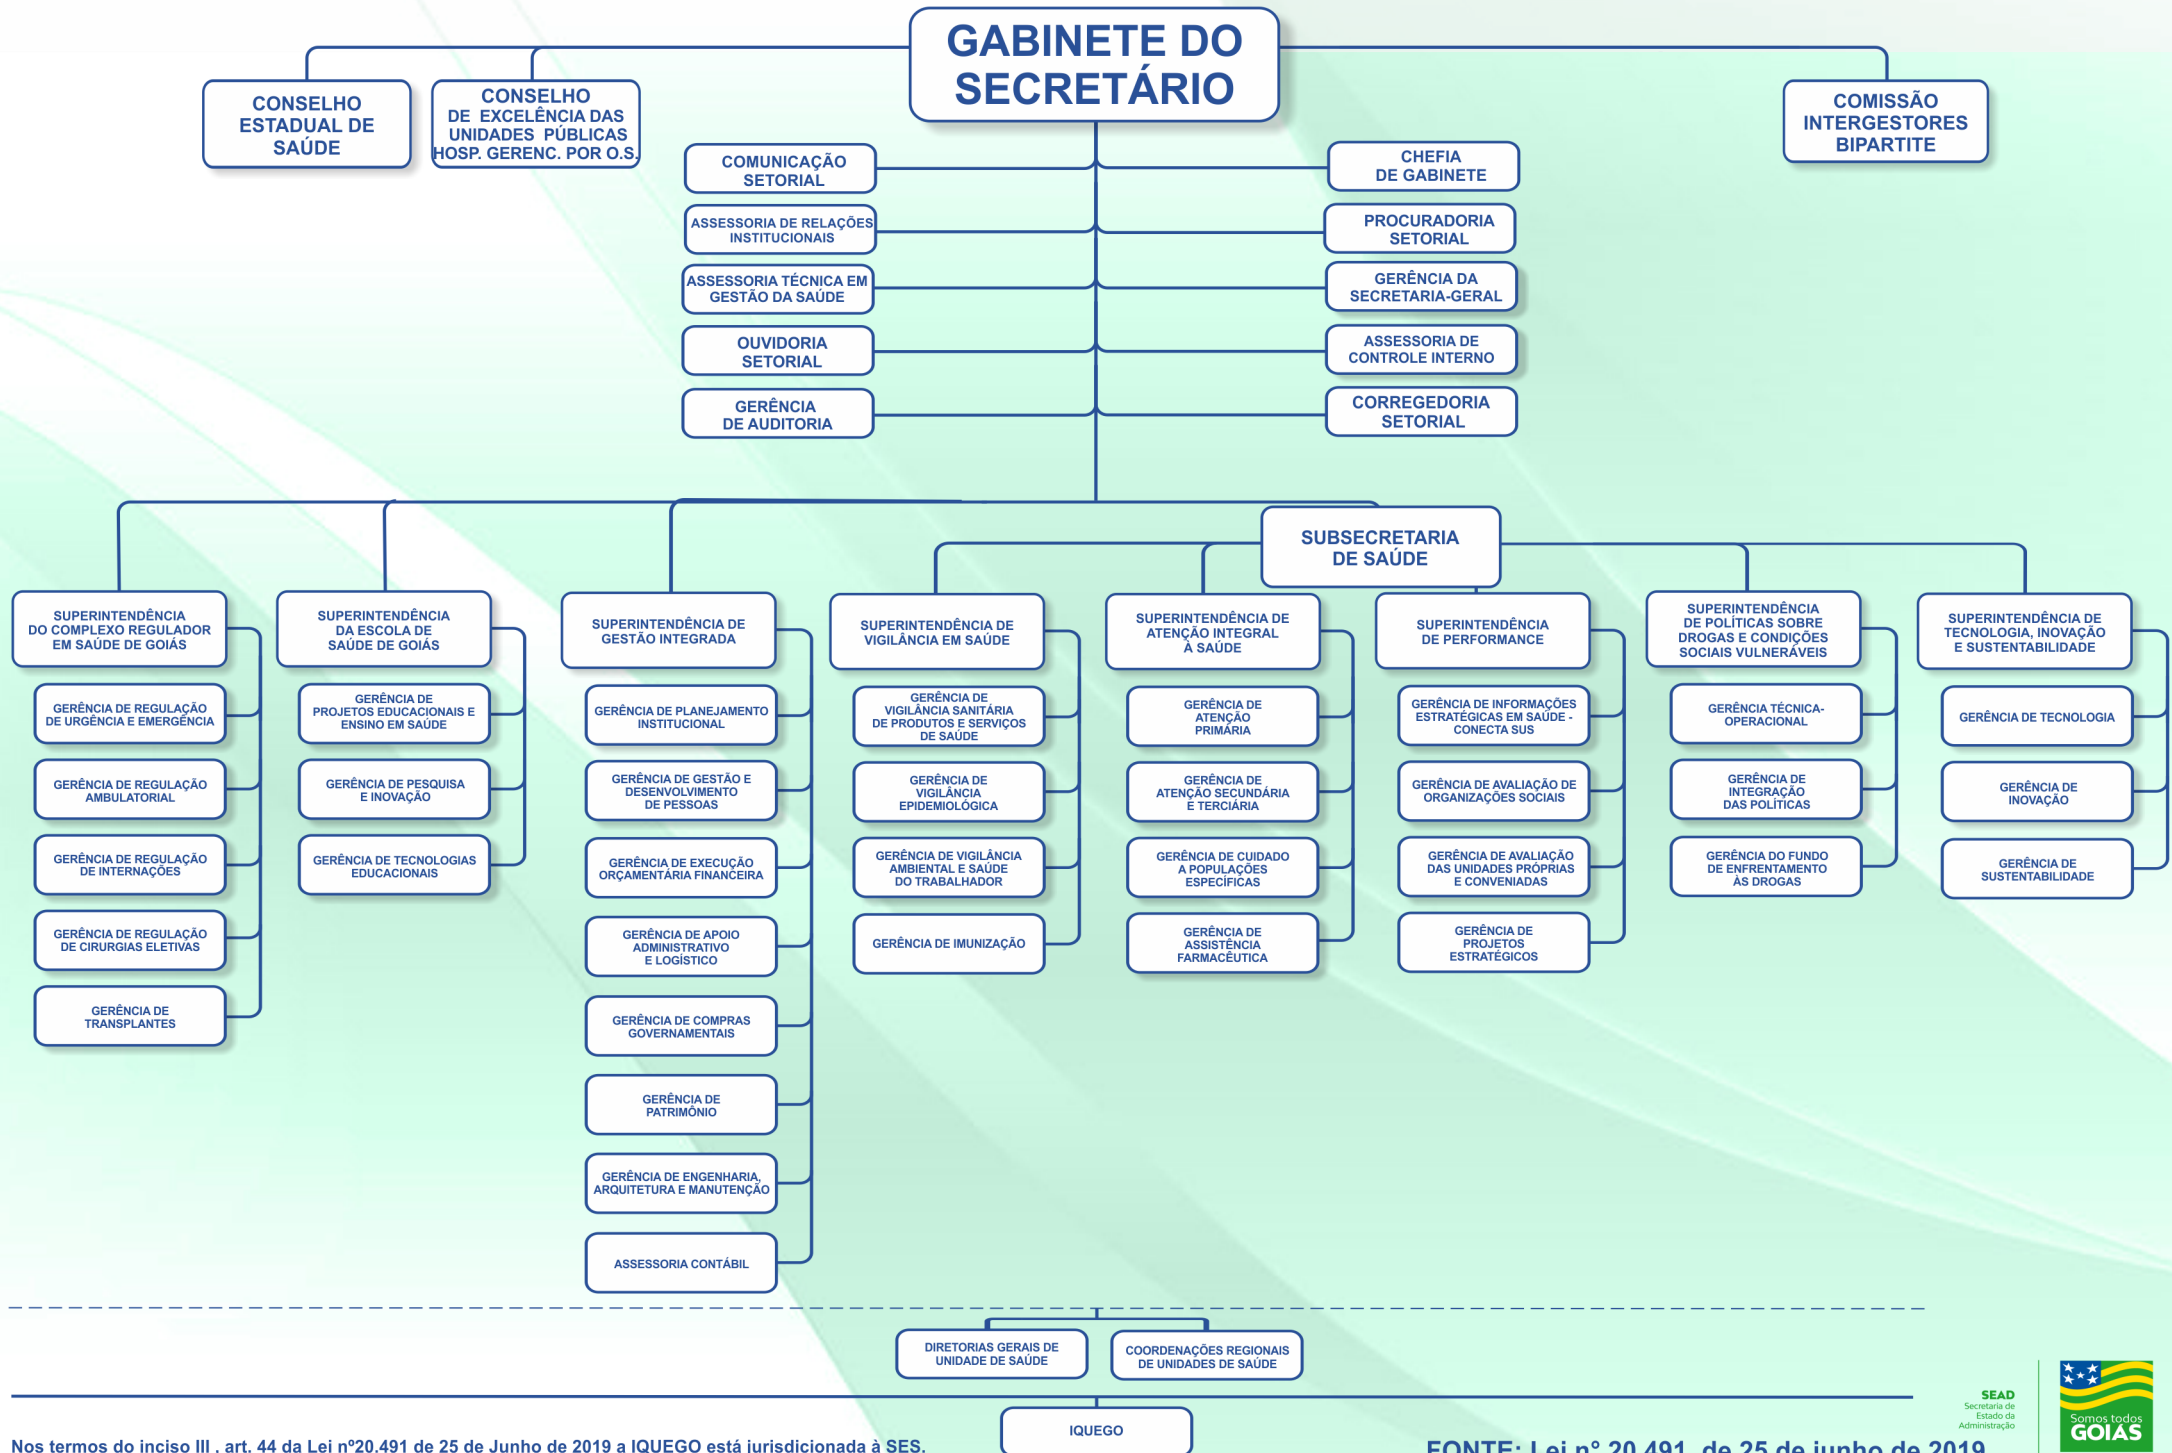 GABINETE DO
SECRETÁRIO
CONSELHO
ESTADUAL DE
SAÚDE
CONSELHO
DE EXCELÊNCIA DAS
UNIDADES PÚBLICAS
HOSP. GERENC. POR O.S.
COMISSÃO
INTERGESTORES
BIPARTITE
COMUNICAÇÃO
SETORIAL
CHEFIA
DE GABINETE
ASSESSORIA DE RELAÇÕES
INSTITUCIONAIS
PROCURADORIA
SETORIAL
ASSESSORIA TÉCNICA EM
GESTÃO DA SAÚDE
GERÊNCIA DA
SECRETARIA-GERAL
OUVIDORIA
SETORIAL
ASSESSORIA DE
CONTROLE INTERNO
GERÊNCIA
DE AUDITORIA
CORREGEDORIA
SETORIAL
SUBSECRETARIA
DE SAÚDE
SUPERINTENDÊNCIA
DO COMPLEXO REGULADOR
EM SAÚDE DE GOIÁS
GERÊNCIA DE REGULAÇÃO
DE URGÊNCIA E EMERGÊNCIA
GERÊNCIA DE REGULAÇÃO
AMBULATORIAL
GERÊNCIA DE REGULAÇÃO
DE INTERNAÇÕES
GERÊNCIA DE REGULAÇÃO
DE CIRURGIAS ELETIVAS
GERÊNCIA DE
TRANSPLANTES
SUPERINTENDÊNCIA
DA ESCOLA DE
SAÚDE DE GOIÁS
GERÊNCIA DE
PROJETOS EDUCACIONAIS E
ENSINO EM SAÚDE
GERÊNCIA DE PESQUISA
E INOVAÇÃO
GERÊNCIA DE TECNOLOGIAS
EDUCACIONAIS
SUPERINTENDÊNCIA DE
GESTÃO INTEGRADA
GERÊNCIA DE PLANEJAMENTO
INSTITUCIONAL
GERÊNCIA DE GESTÃO E
DESENVOLVIMENTO
DE PESSOAS
GERÊNCIA DE EXECUÇÃO
ORÇAMENTÁRIA FINANCEIRA
GERÊNCIA DE APOIO
ADMINISTRATIVO
E LOGÍSTICO
GERÊNCIA DE COMPRAS
GOVERNAMENTAIS
GERÊNCIA DE
PATRIMÔNIO
GERÊNCIA DE ENGENHARIA,
ARQUITETURA E MANUTENÇÃO
ASSESSORIA CONTÁBIL
SUPERINTENDÊNCIA DE
VIGILÂNCIA EM SAÚDE
GERÊNCIA DE
VIGILÂNCIA SANITÁRIA
DE PRODUTOS E SERVIÇOS
DE SAÚDE
GERÊNCIA DE
VIGILÂNCIA
EPIDEMIOLÓGICA
GERÊNCIA DE VIGILÂNCIA
AMBIENTAL E SAÚDE
DO TRABALHADOR
GERÊNCIA DE IMUNIZAÇÃO
SUPERINTENDÊNCIA DE
ATENÇÃO INTEGRAL
À SAÚDE
GERÊNCIA DE
ATENÇÃO
PRIMÁRIA
GERÊNCIA DE
ATENÇÃO SECUNDÁRIA
E TERCIÁRIA
GERÊNCIA DE CUIDADO
A POPULAÇÕES
ESPECÍFICAS
GERÊNCIA DE
ASSISTÊNCIA
FARMACÊUTICA
SUPERINTENDÊNCIA
DE PERFORMANCE
GERÊNCIA DE INFORMAÇÕES
ESTRATÉGICAS EM SAÚDE -
CONECTA SUS
GERÊNCIA DE AVALIAÇÃO DE
ORGANIZAÇÕES SOCIAIS
GERÊNCIA DE AVALIAÇÃO
DAS UNIDADES PRÓPRIAS
E CONVENIADAS
GERÊNCIA DE
PROJETOS
ESTRATÉGICOS
SUPERINTENDÊNCIA
DE POLÍTICAS SOBRE
DROGAS E CONDIÇÕES
SOCIAIS VULNERÁVEIS
GERÊNCIA TÉCNICA-
OPERACIONAL
GERÊNCIA DE
INTEGRAÇÃO
DAS POLÍTICAS
GERÊNCIA DO FUNDO
DE ENFRENTAMENTO
ÀS DROGAS
SUPERINTENDÊNCIA DE
TECNOLOGIA, INOVAÇÃO
E SUSTENTABILIDADE
GERÊNCIA DE TECNOLOGIA
GERÊNCIA DE
INOVAÇÃO
GERÊNCIA DE
SUSTENTABILIDADE
DIRETORIAS GERAIS DE
UNIDADE DE SAÚDE
COORDENAÇÕES REGIONAIS
DE UNIDADES DE SAÚDE
IQUEGO
Nos termos do inciso III . art. 44 da Lei nº20.491 de 25 de Junho de 2019 a IQUEGO está jurisdicionada à SES.
FONTE: Lei n° 20.491, de 25 de junho de 2019
SEAD
Secretaria de
Estado da
Administração
Somos todos
GOIÁS